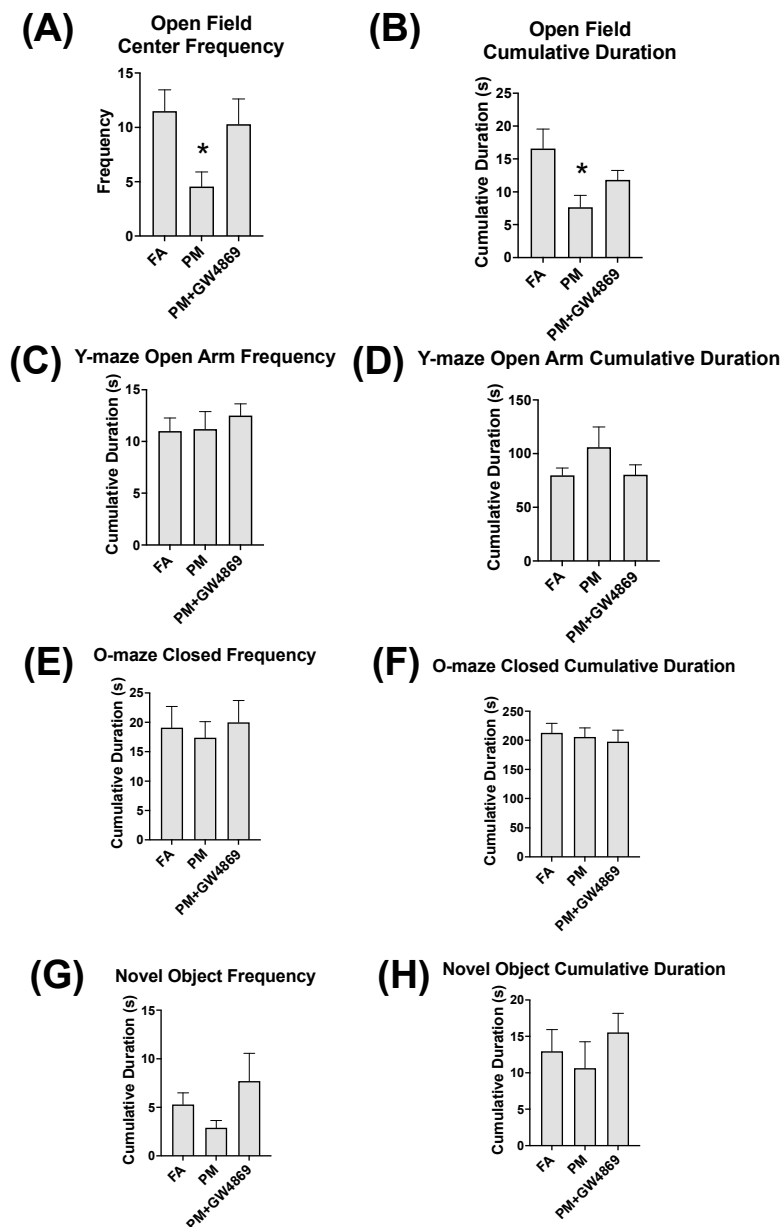 (A)
Open Field
Center Frequency
Frequency
15
10
5
0
*
FA
PM
PM+GW4869
(B)
Open Field
Cumulative Duration
Cumulative Duration (s)
25
20
15
10
5
0
*
FA
PM
PM+GW4869
(C)
Y-maze Open Arm Frequency
Cumulative Duration (s)
15
10
5
0
FA
PM
PM+GW4869
(D)
Y-maze Open Arm Cumulative Duration
Cumulative Duration (s)
150
100
50
0
FA
PM
PM+GW4869
(E)
O-maze Closed Frequency
Cumulative Duration (s)
25
20
15
10
5
0
FA
PM
PM+GW4869
(F)
O-maze Closed Cumulative Duration
Cumulative Duration (s)
250
200
150
100
50
0
FA
PM
PM+GW4869
(G)
Novel Object Frequency
Cumulative Duration (s)
15
10
5
0
FA
PM
PM+GW4869
(H)
Novel Object Cumulative Duration
Cumulative Duration (s)
20
15
10
5
0
FA
PM
PM+GW4869